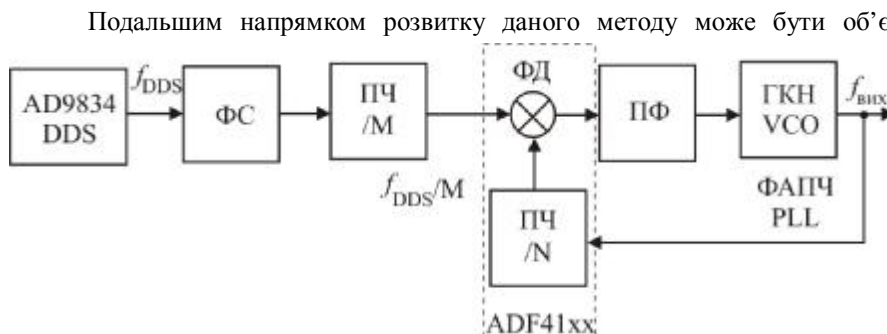 Подальшим напрямком розвитку даного методу може бути об’є
AD9834
DDS
fDDS
ФС
ПЧ
/M
fDDS/M
ФД
ПЧ
/N
ADF41xx
ПФ
ГКН
VCO
fвих
ФАПЧ
PLL